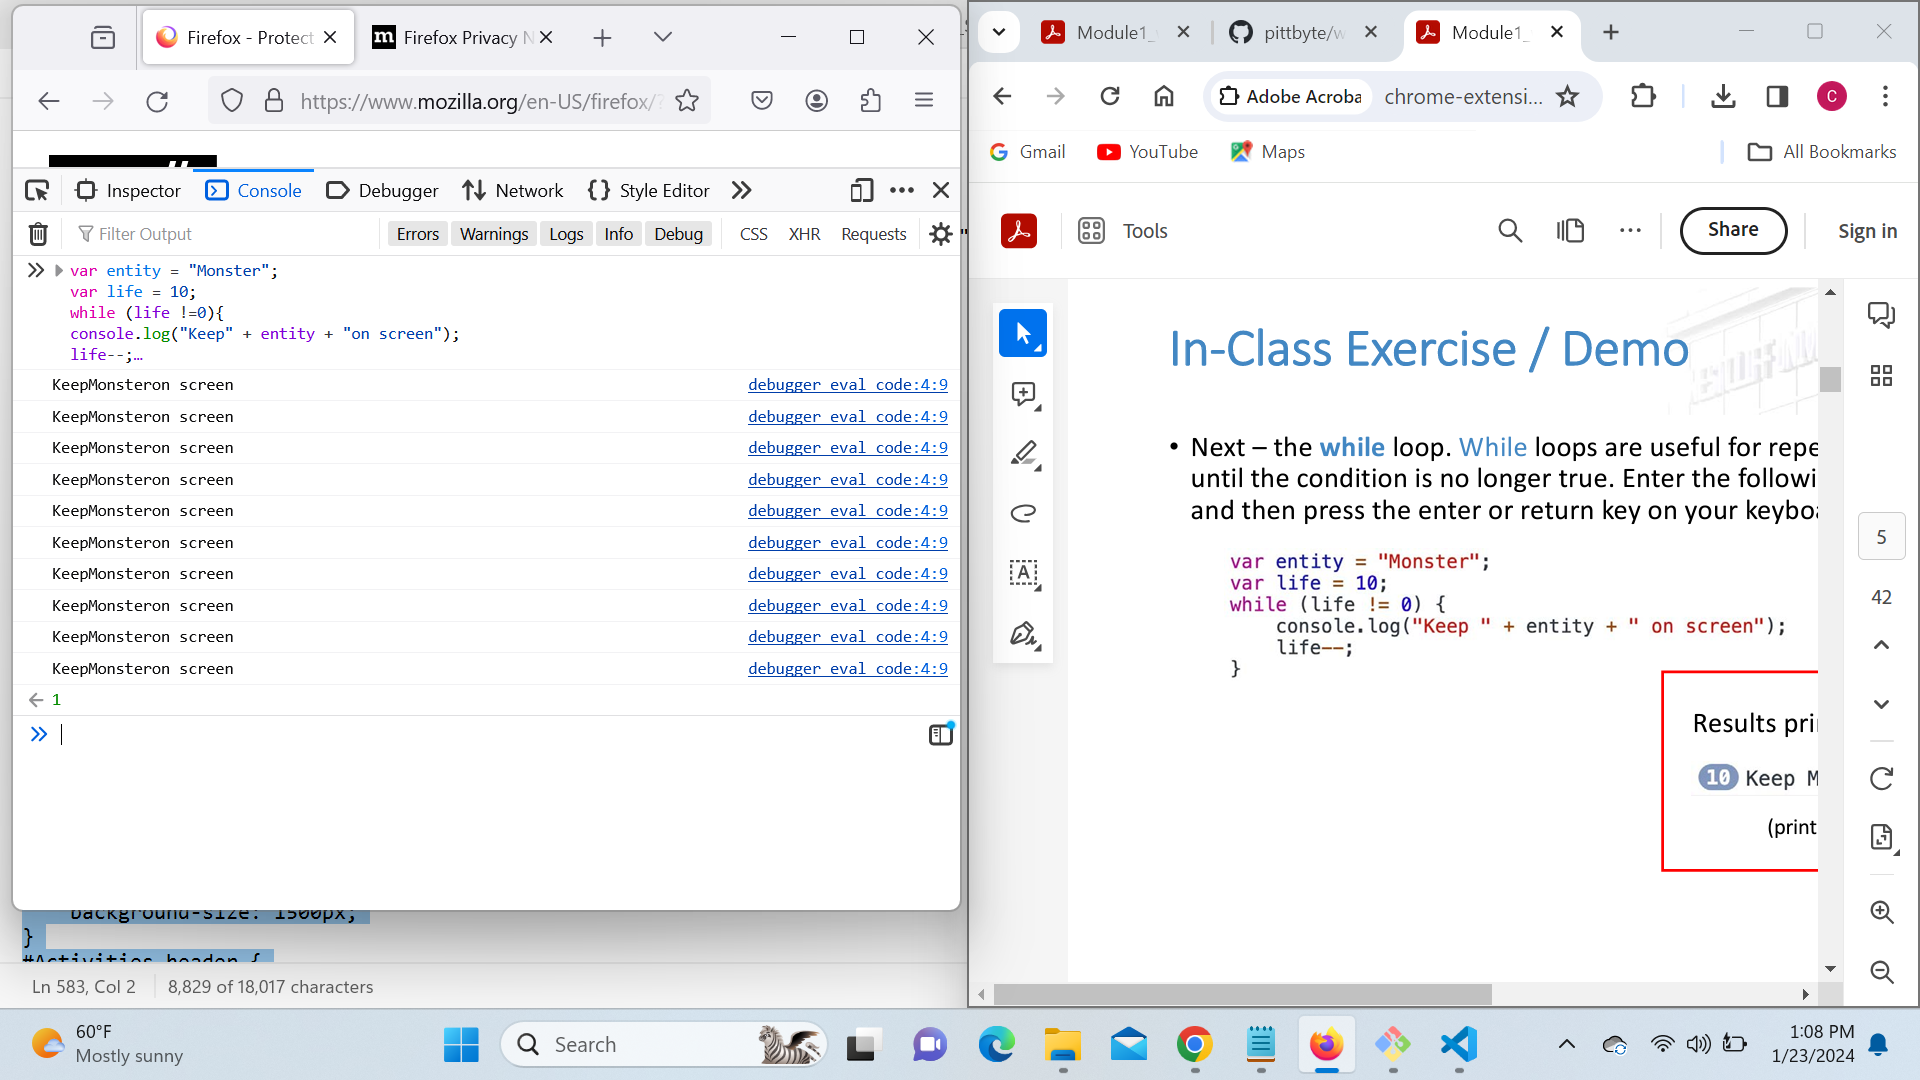 Firefox - Protect
Firefox Privacy N
https://www.mozilla.org/en-US/firefox/?
Inspector
Console
Debugger
Network
Style Editor
Filter Output
Errors
Warnings
Logs
Info
Debug
CSS
XHR
Requests
var entity = "Monster";
var life = 10;
while (life !=0){
console.log("Keep" + entity + "on screen");
life--;…
KeepMonsteron screen debugger eval code:4:9
KeepMonsteron screen debugger eval code:4:9
KeepMonsteron screen debugger eval code:4:9
KeepMonsteron screen debugger eval code:4:9
KeepMonsteron screen debugger eval code:4:9
KeepMonsteron screen debugger eval code:4:9
KeepMonsteron screen debugger eval code:4:9
KeepMonsteron screen debugger eval code:4:9
KeepMonsteron screen debugger eval code:4:9
KeepMonsteron screen debugger eval code:4:9
1
background-size: 1500px;
}
#Activities header {
Ln 583, Col 2
8,829 of 18,017 characters
Module1_
pittbyte/w
Module1_
Adobe Acroba
chrome-extensi...
C
Gmail
YouTube
Maps
All Bookmarks
Tools
Share
Sign in
In-Class Exercise / Demo
• Next – the while loop. While loops are useful for repe
until the condition is no longer true. Enter the followi
and then press the enter or return key on your keyboa
var entity = "Monster";
var life = 10;
while (life != 0) {
console.log("Keep " + entity + " on screen");
life--;
}
Results pri
10 Keep M
(print
5
42
60°F
Mostly sunny
Search
1:08 PM
1/23/2024